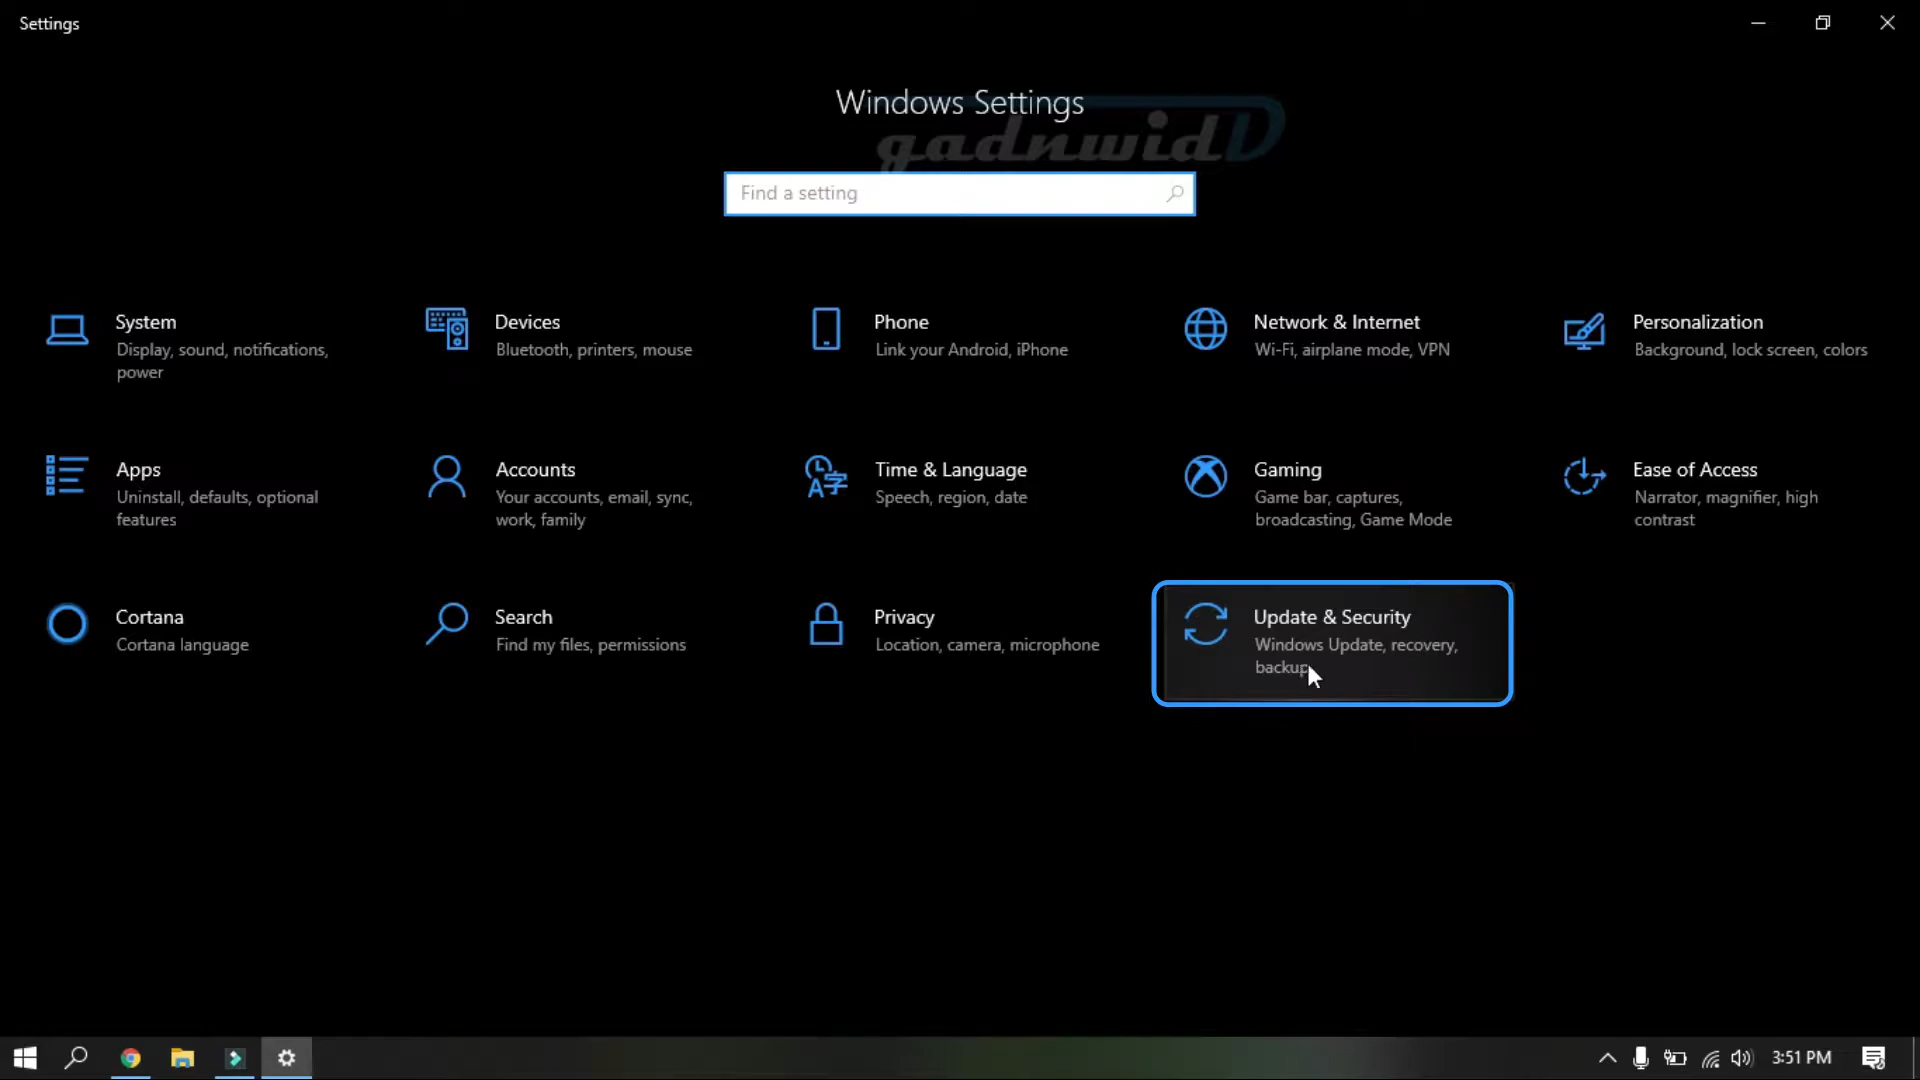 Settings
Windows Settings
gadnwidD
Find a setting
System
Display, sound, notifications,
power
Devices
Bluetooth, printers, mouse
Phone
Link your Android, iPhone
Network & Internet
Wi-Fi, airplane mode, VPN
Personalization
Background, lock screen, colors
Apps
Uninstall, defaults, optional
features
Accounts
Your accounts, email, sync,
work, family
Time & Language
Speech, region, date
Gaming
Game bar, captures,
broadcasting, Game Mode
Ease of Access
Narrator, magnifier, high
contrast
Cortana
Cortana language
Search
Find my files, permissions
Privacy
Location, camera, microphone
Update & Security
Windows Update, recovery,
backup
3:51 PM